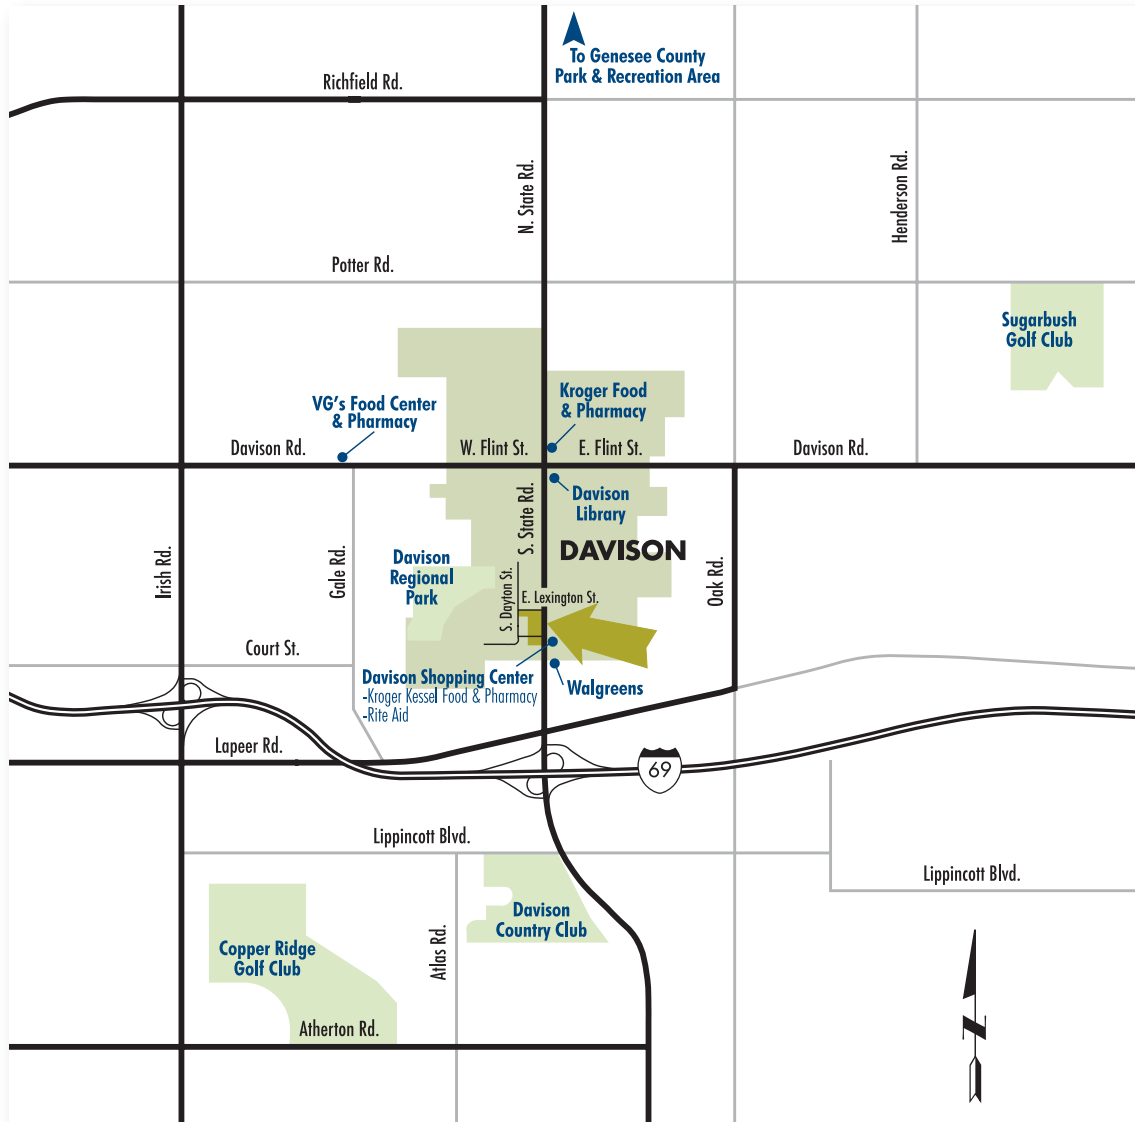 To Genesee County
Park & Recreation Area
Richfield Rd.
N. State Rd.
Henderson Rd.
Potter Rd.
Sugarbush
Golf Club
VG's Food Center
& Pharmacy
Kroger Food
& Pharmacy
Davison Rd.
W. Flint St.
E. Flint St.
Davison Rd.
Davison
Library
S. State Rd.
DAVISON
Irish Rd.
Gale Rd.
Davison
Regional
Park
S. Dayton St.
E. Lexington St.
Oak Rd.
Court St.
Davison Shopping Center
-Kroger Kessel Food & Pharmacy
-Rite Aid
Walgreens
Lapeer Rd.
69
Lippincott Blvd.
Lippincott Blvd.
Davison
Country Club
Atlas Rd.
Copper Ridge
Golf Club
Atherton Rd.
N